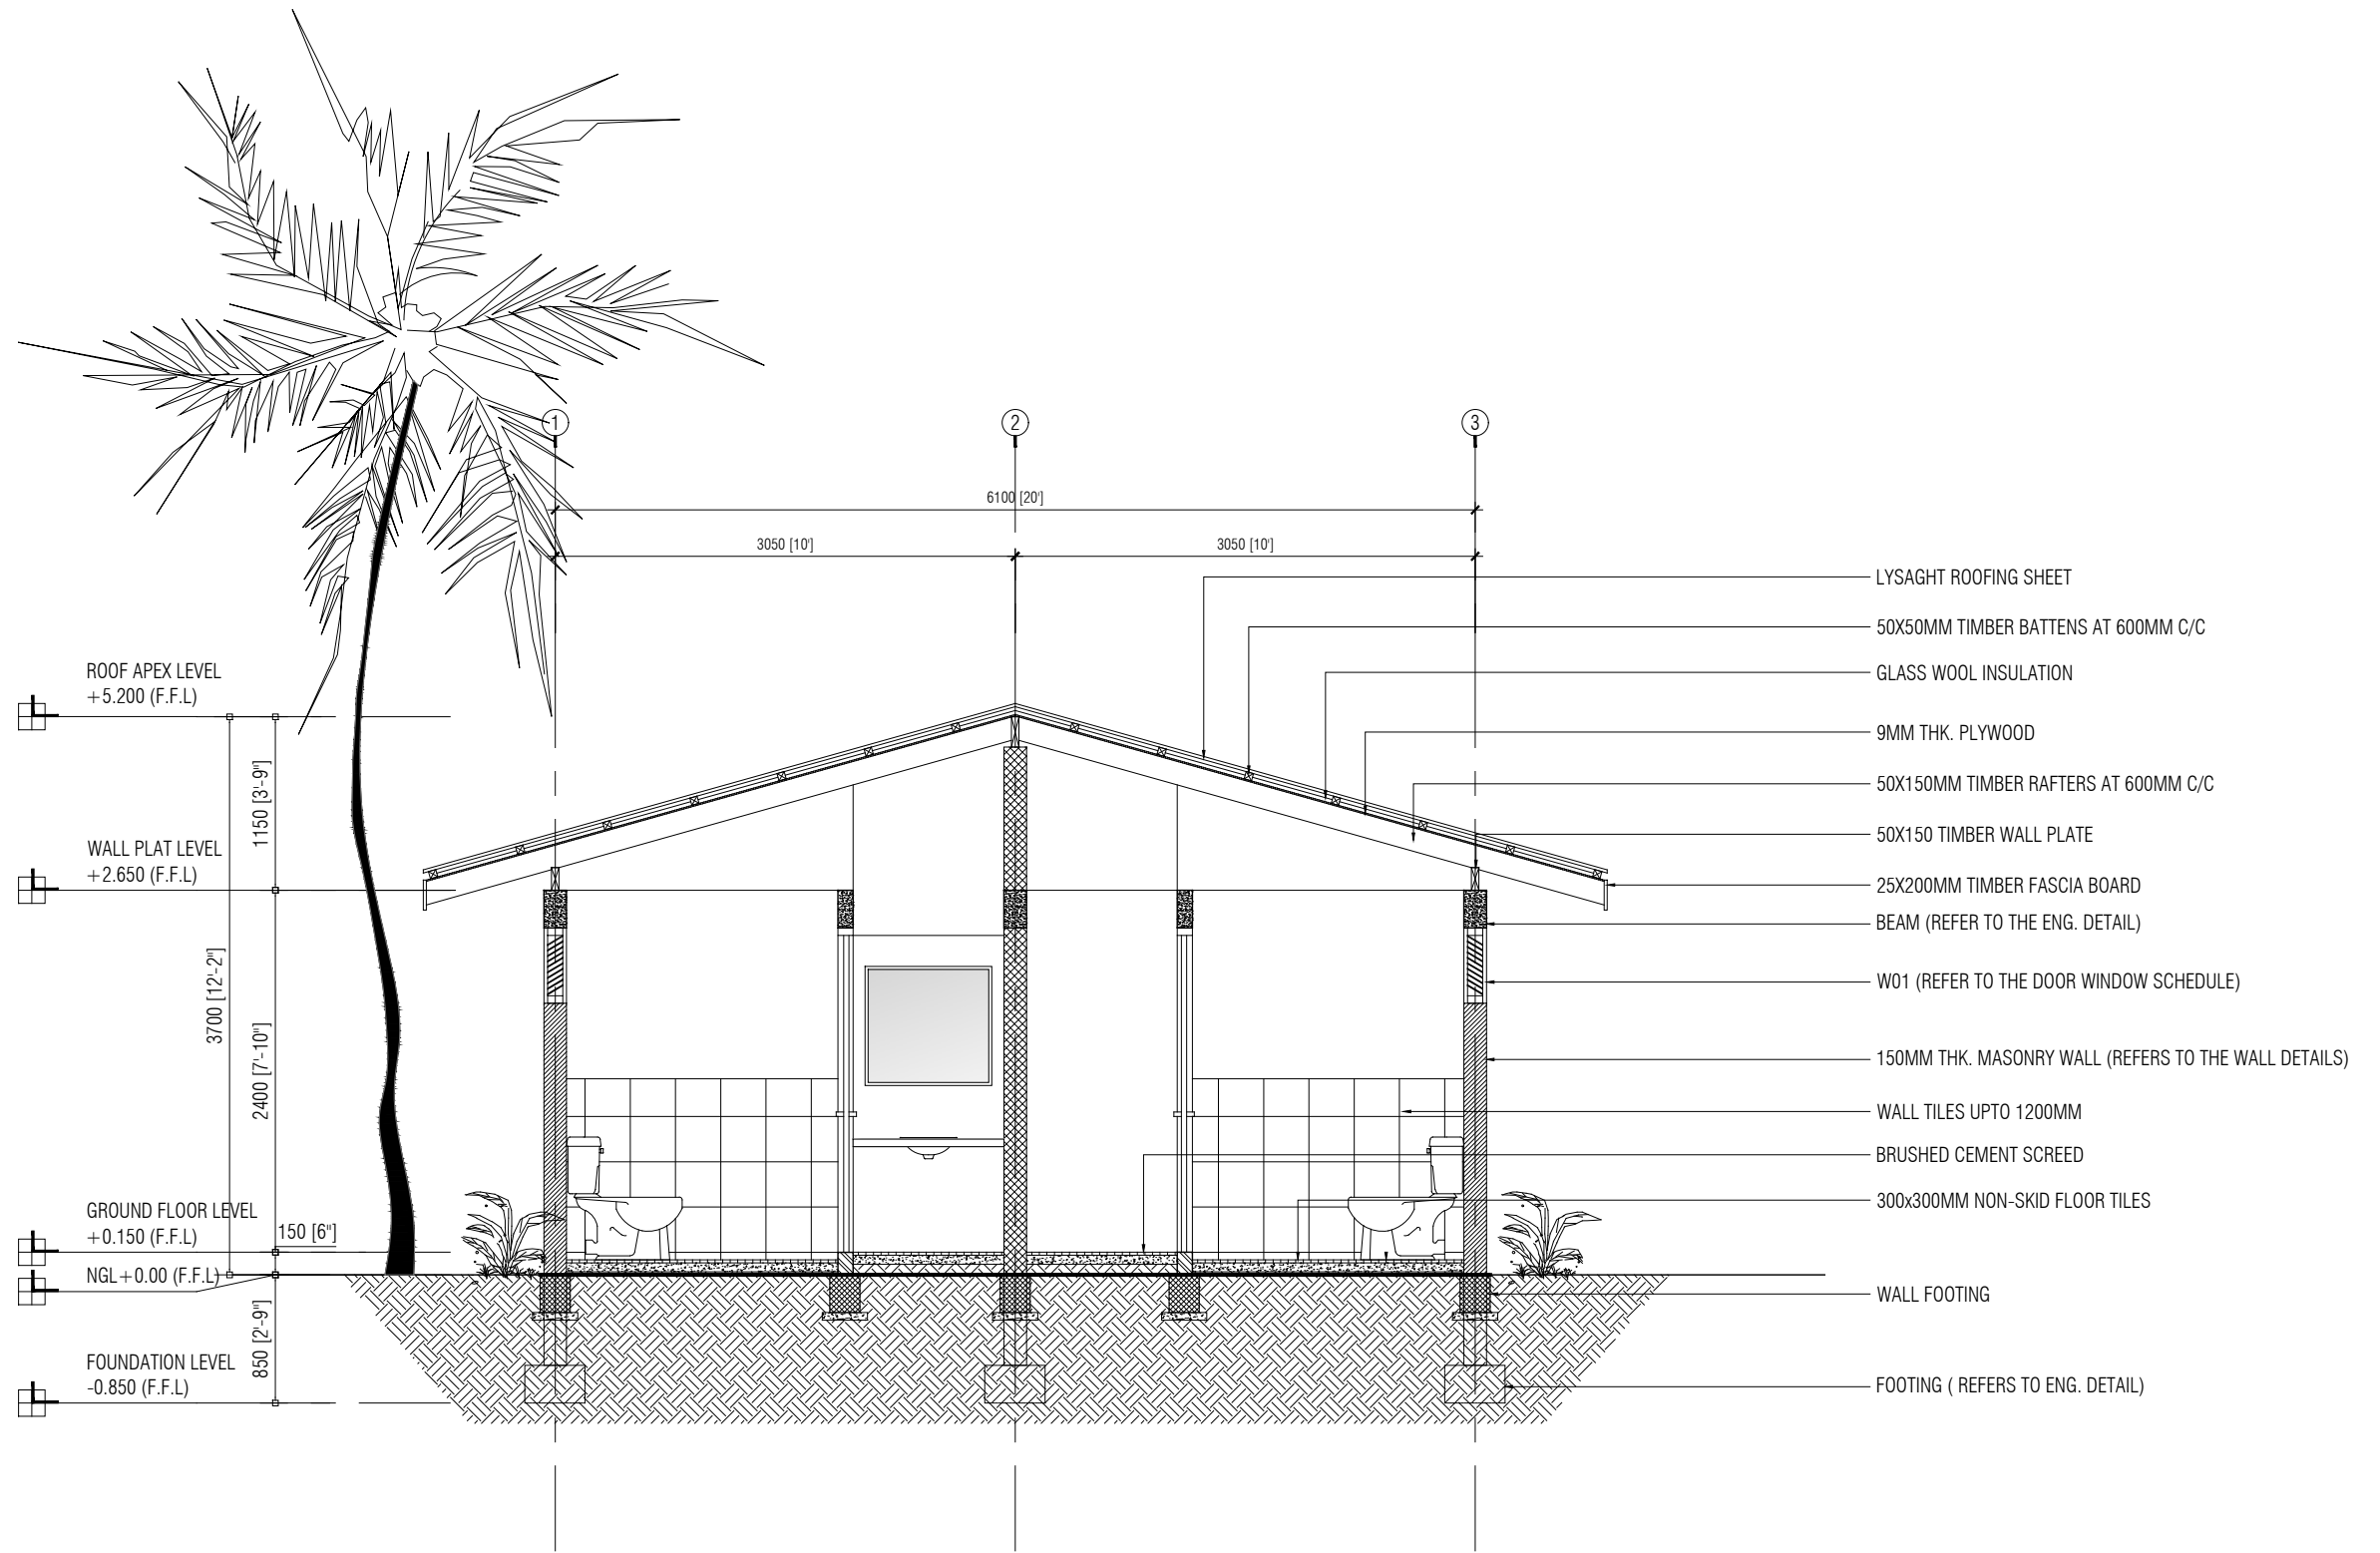 1
2
3
6100 [20']
3050 [10']
3050 [10']
LYSAGHT ROOFING SHEET
50X50MM TIMBER BATTENS AT 600MM C/C
GLASS WOOL INSULATION
9MM THK. PLYWOOD
50X150MM TIMBER RAFTERS AT 600MM C/C
50X150 TIMBER WALL PLATE
25X200MM TIMBER FASCIA BOARD
BEAM (REFER TO THE ENG. DETAIL)
W01 (REFER TO THE DOOR WINDOW SCHEDULE)
150MM THK. MASONRY WALL (REFERS TO THE WALL DETAILS)
WALL TILES UPTO 1200MM
BRUSHED CEMENT SCREED
300x300MM NON-SKID FLOOR TILES
WALL FOOTING
FOOTING ( REFERS TO ENG. DETAIL)
ROOF APEX LEVEL
+5.200 (F.F.L)
1150 [3'-9"]
WALL PLAT LEVEL
+2.650 (F.F.L)
3700 [12'-2"]
2400 [7'-10"]
GROUND FLOOR LEVEL
+0.150 (F.F.L)
150 [6"]
NGL+0.00 (F.F.L)
850 [2'-9"]
FOUNDATION LEVEL
-0.850 (F.F.L)